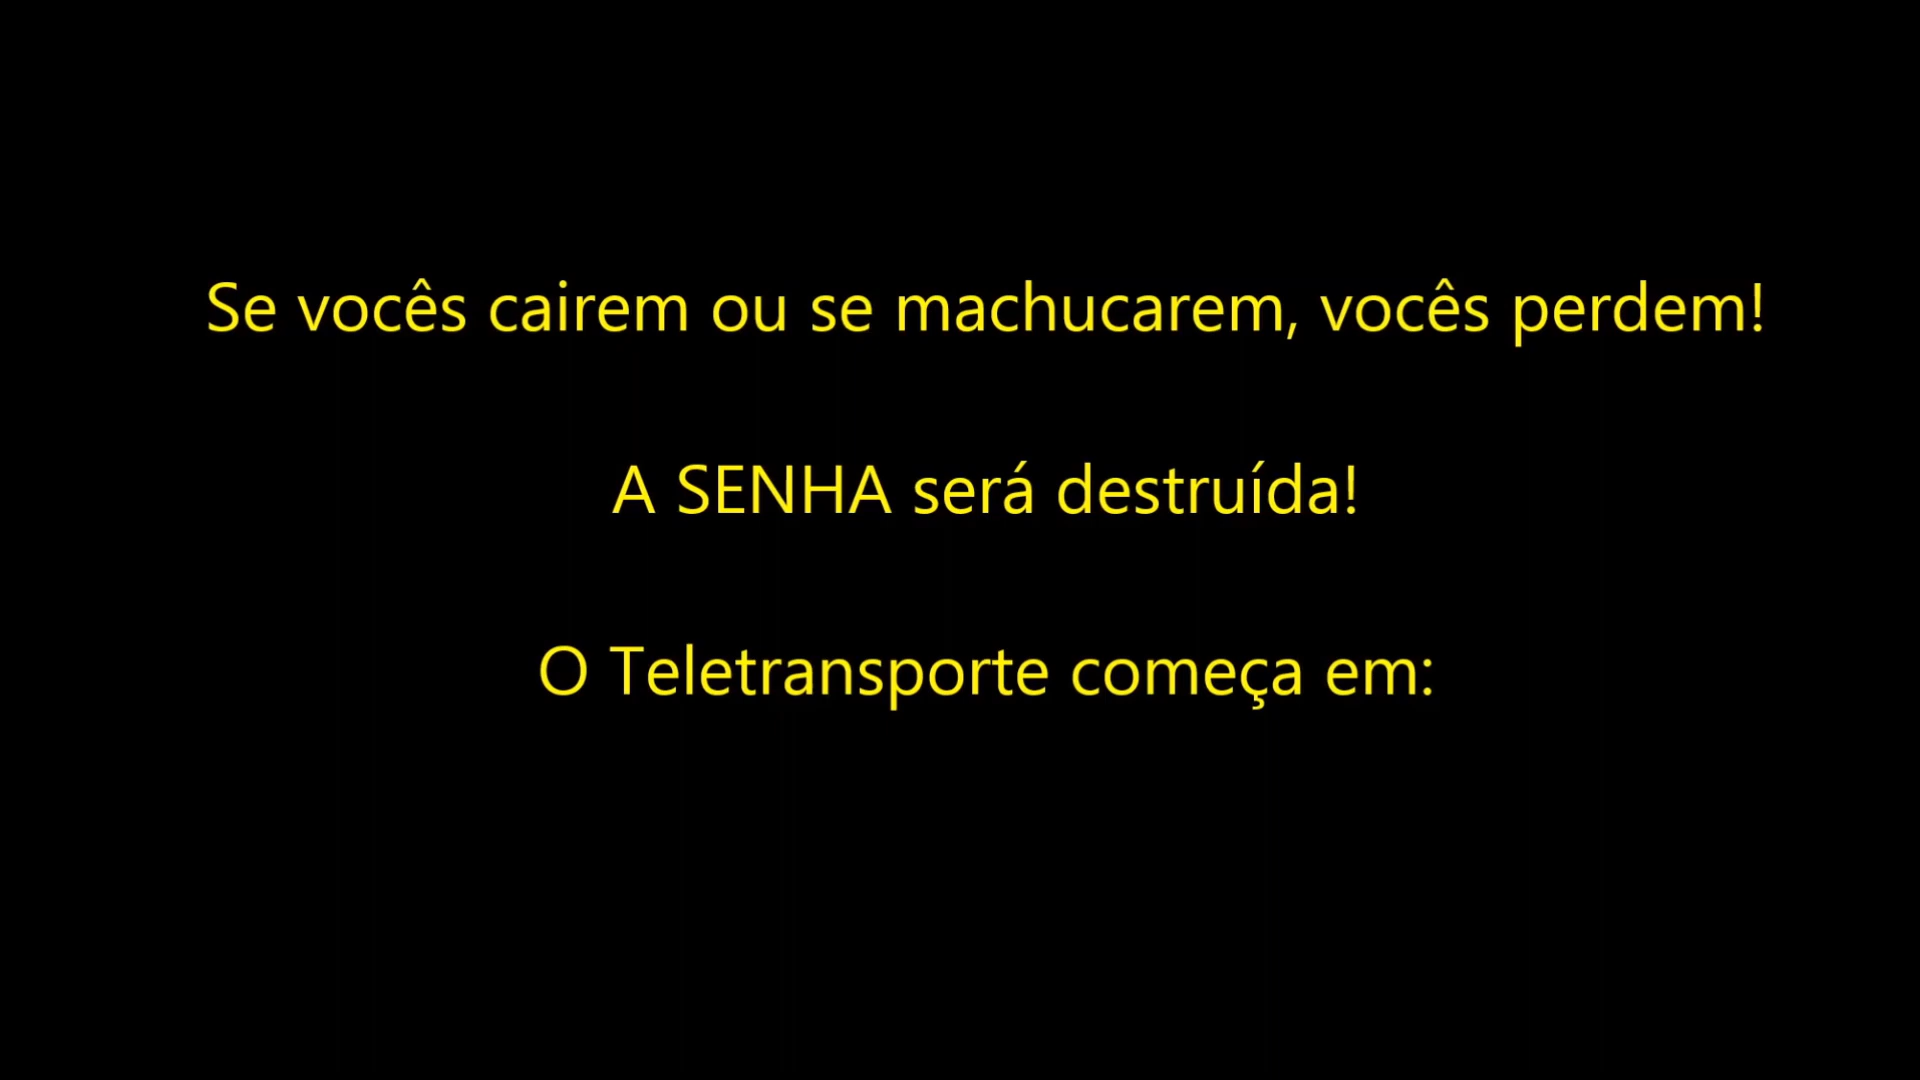 Se vocês cairem ou se machucarem, vocês perdem!
A SENHA será destruída!
O Teletransporte começa em: